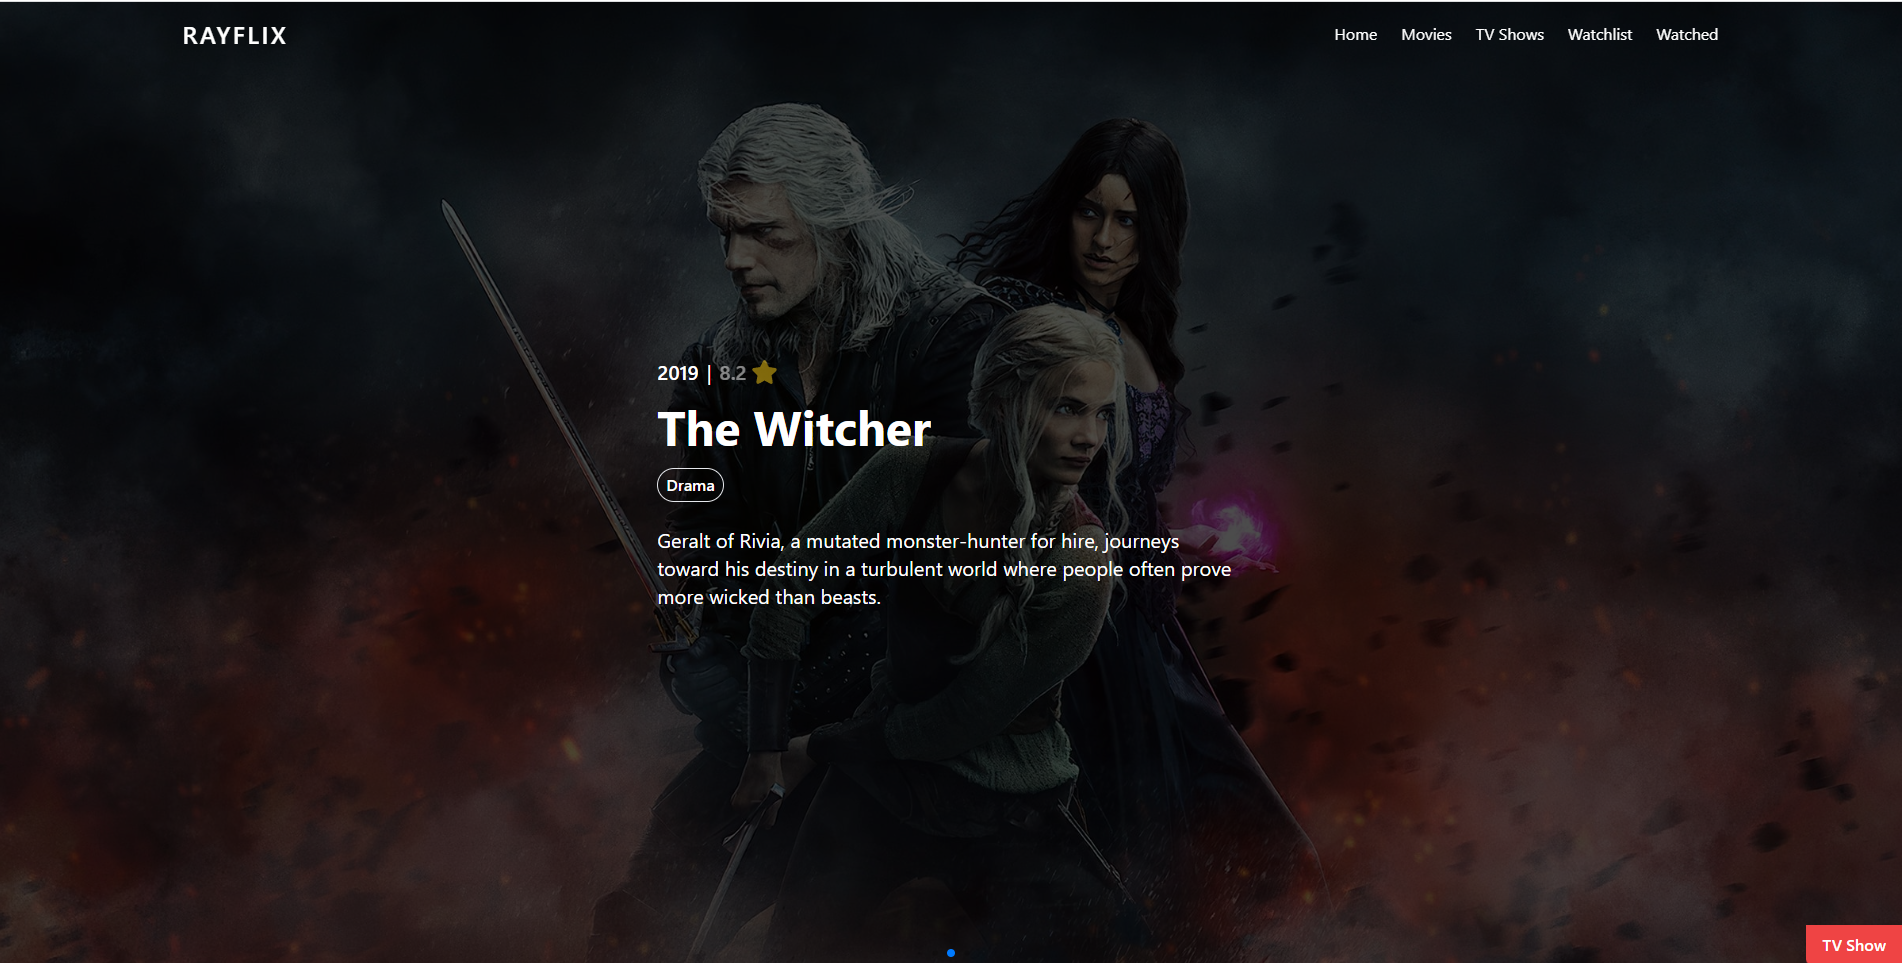 RAYFLIX
Home Movies TV Shows Watchlist Watched
2019 | 8.2
The Witcher
Drama
Geralt of Rivia, a mutated monster-hunter for hire, journeys
toward his destiny in a turbulent world where people often prove
more wicked than beasts.
TV Show